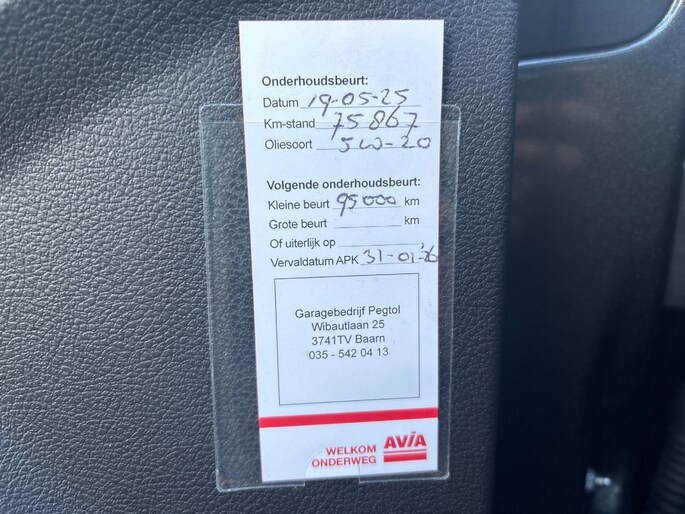 Onderhoudsbeurt:
Datum 19-05-25
Km-stand 75867
Oliesoort 5W-20
Volgende onderhoudsbeurt:
Kleine beurt 95000 km
Grote beurt km
Of uiterlijk op
Vervaldatum APK 31-01-26
Garagebedrijf Pegtol
Wibautlaan 25
3741TV Baarn
035 - 542 04 13
WELKOM
ONDERWEG
AVIA